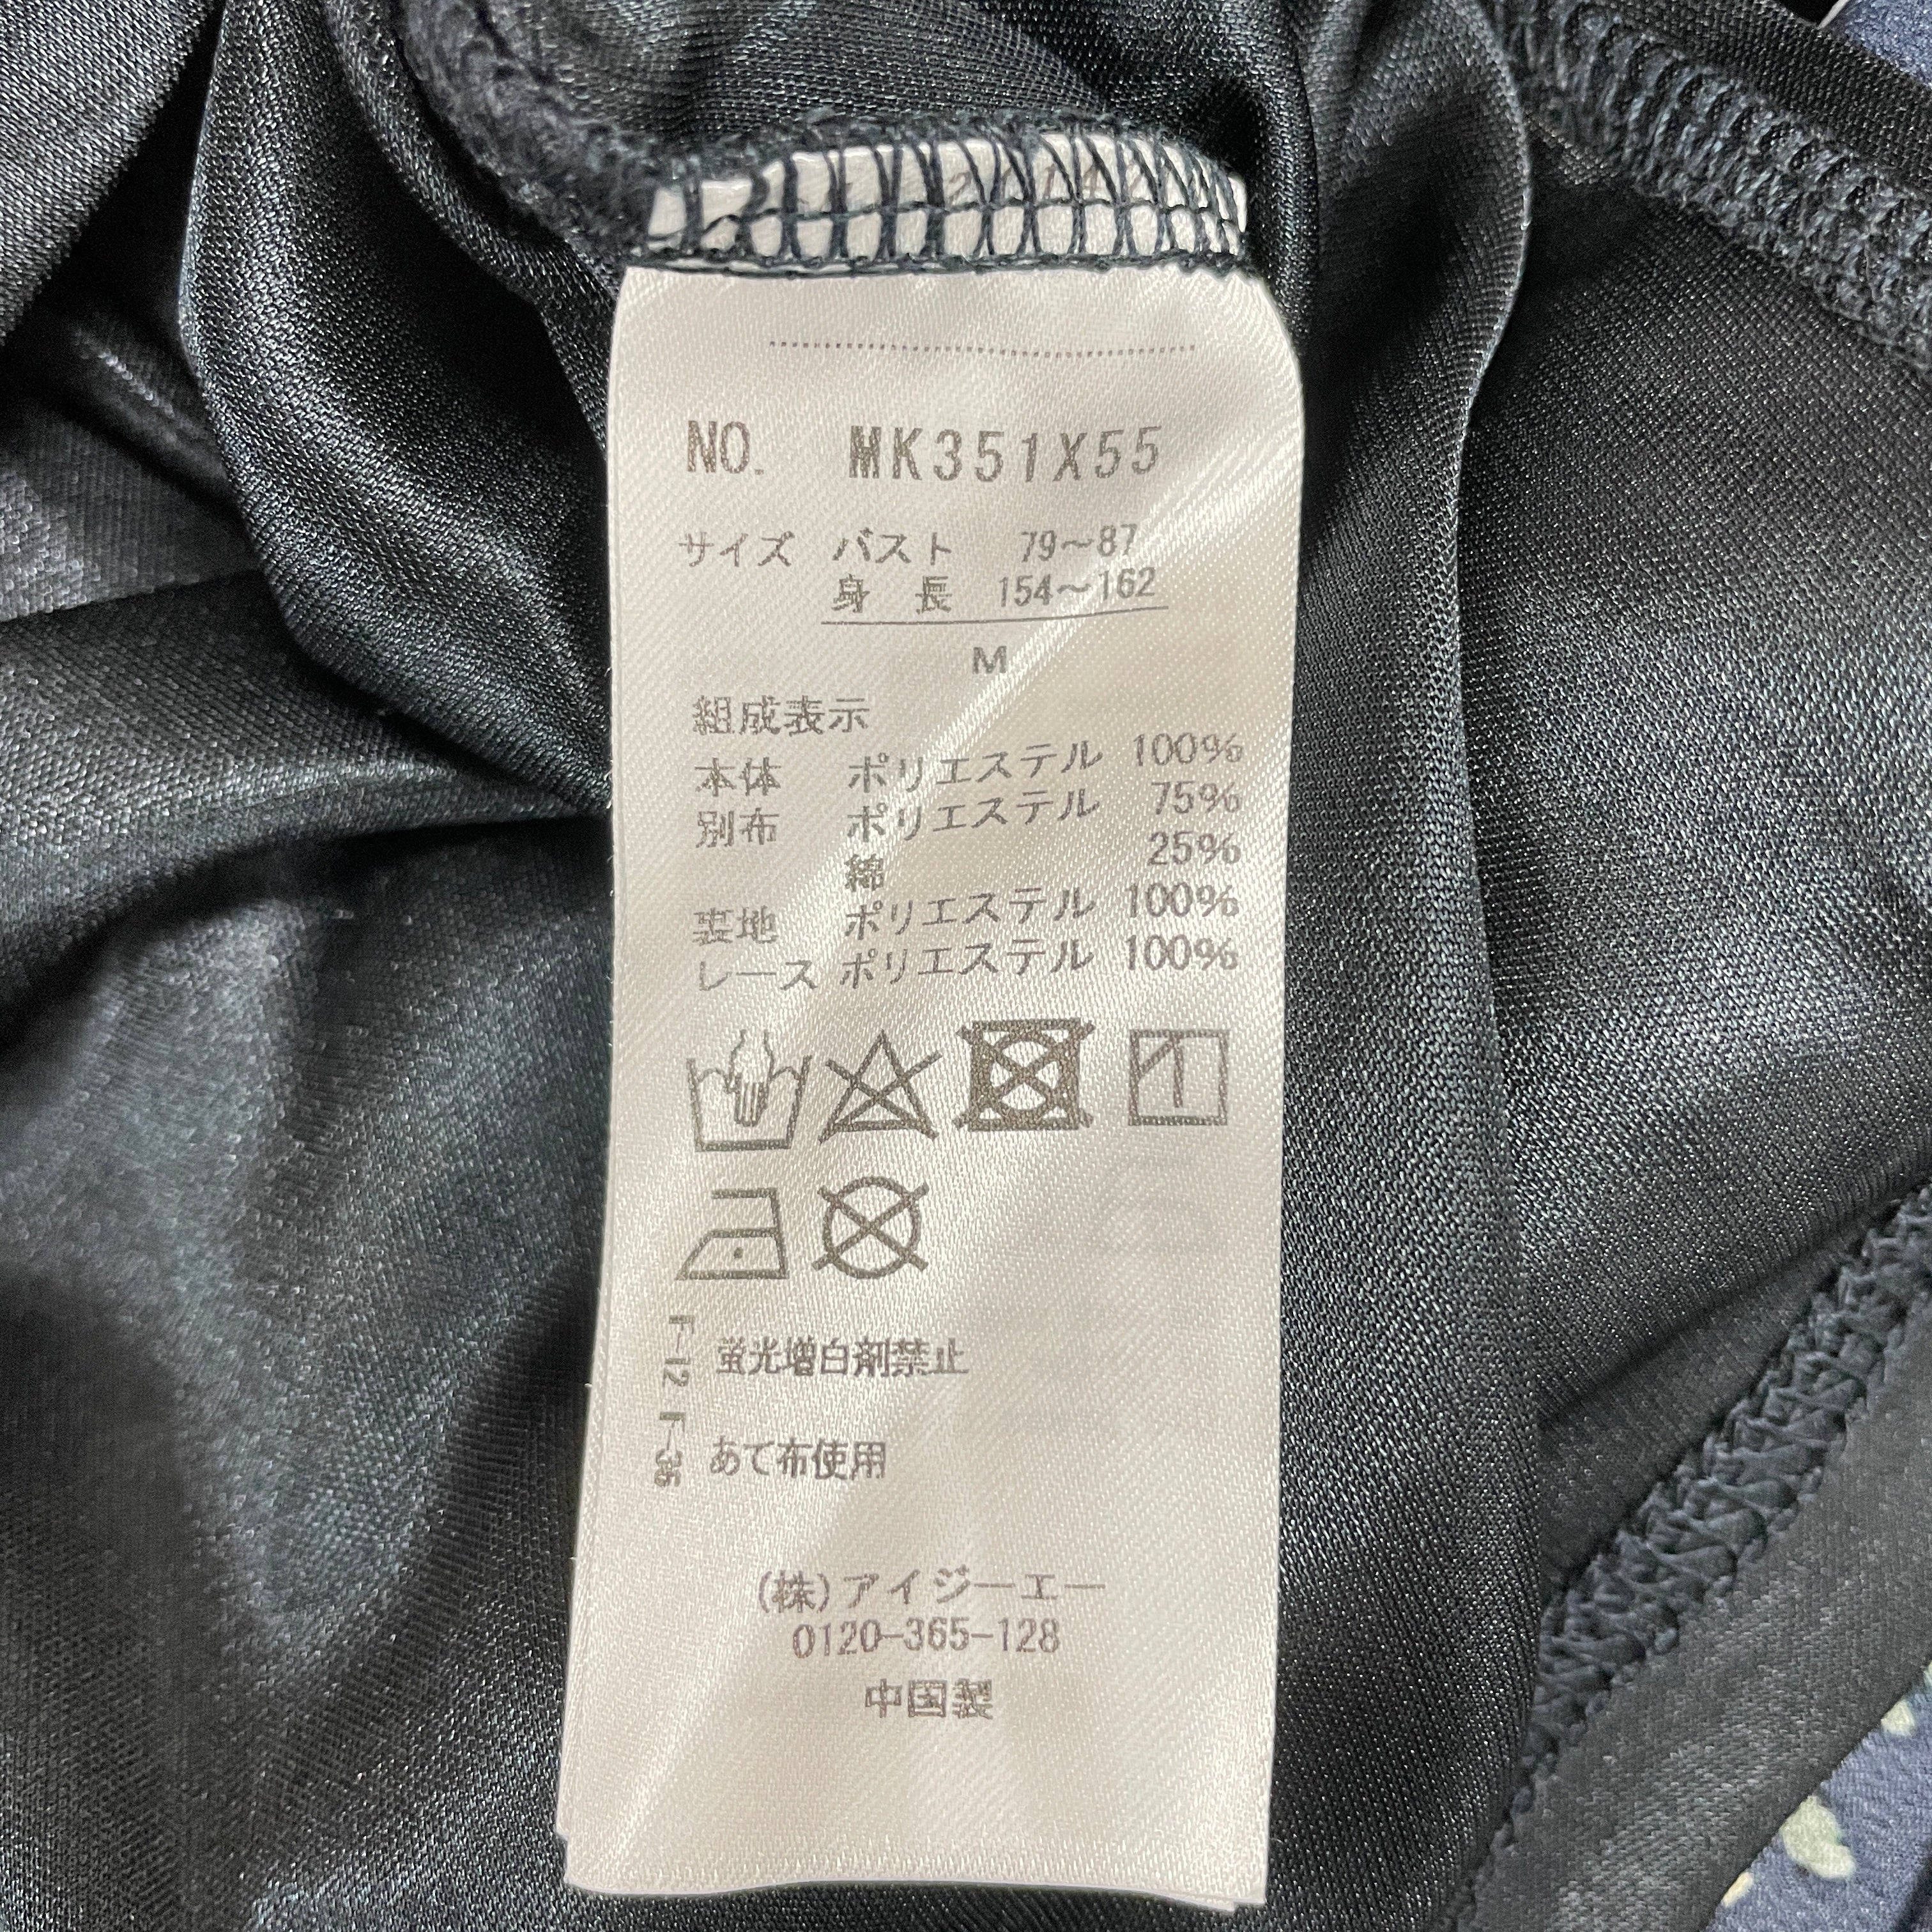 NO. MK351X55
サイズ バスト 79～87
身 長 154～162
M
組成表示
本体 ポリエステル 100%
別布 ポリエステル 75%
綿 25%
裏地 ポリエステル 100%
レース ポリエステル 100%
F-12 蛍光増白剤禁止
F-36 あて布使用
(株)アイジーエー
0120-365-128
中国製